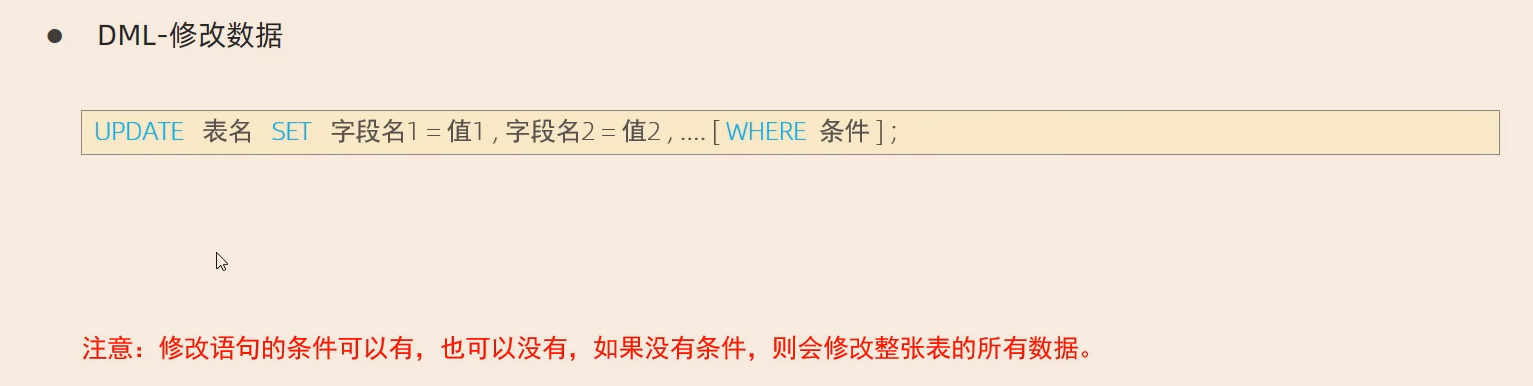 ● DML-修改数据
UPDATE 表名 SET 字段名1 = 值1 , 字段名2 = 值2 , .... [ WHERE 条件 ] ;
注意：修改语句的条件可以有，也可以没有，如果没有条件，则会修改整张表的所有数据。